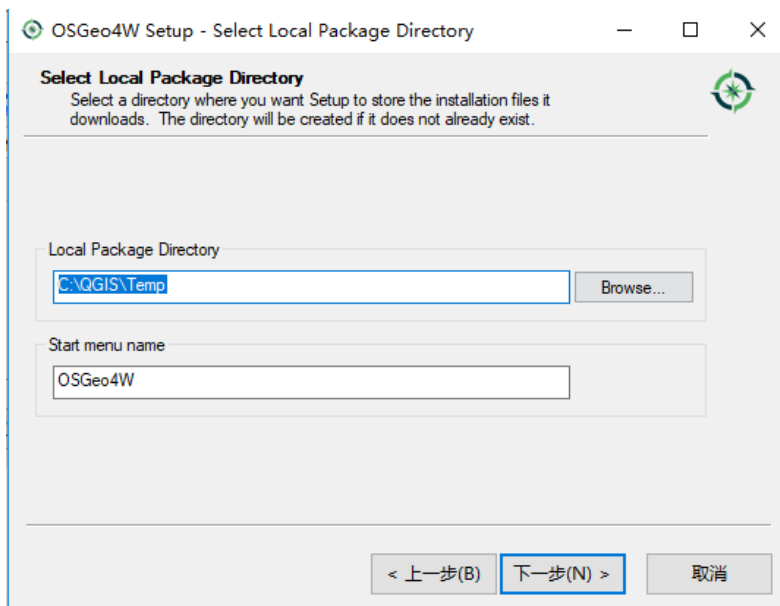 OSGeo4W Setup - Select Local Package Directory
Select Local Package Directory
Select a directory where you want Setup to store the installation files it
downloads. The directory will be created if it does not already exist.
Local Package Directory
C:\QGIS\Temp
Browse...
Start menu name
OSGeo4W
< 上一步(B)
下一步(N) >
取消